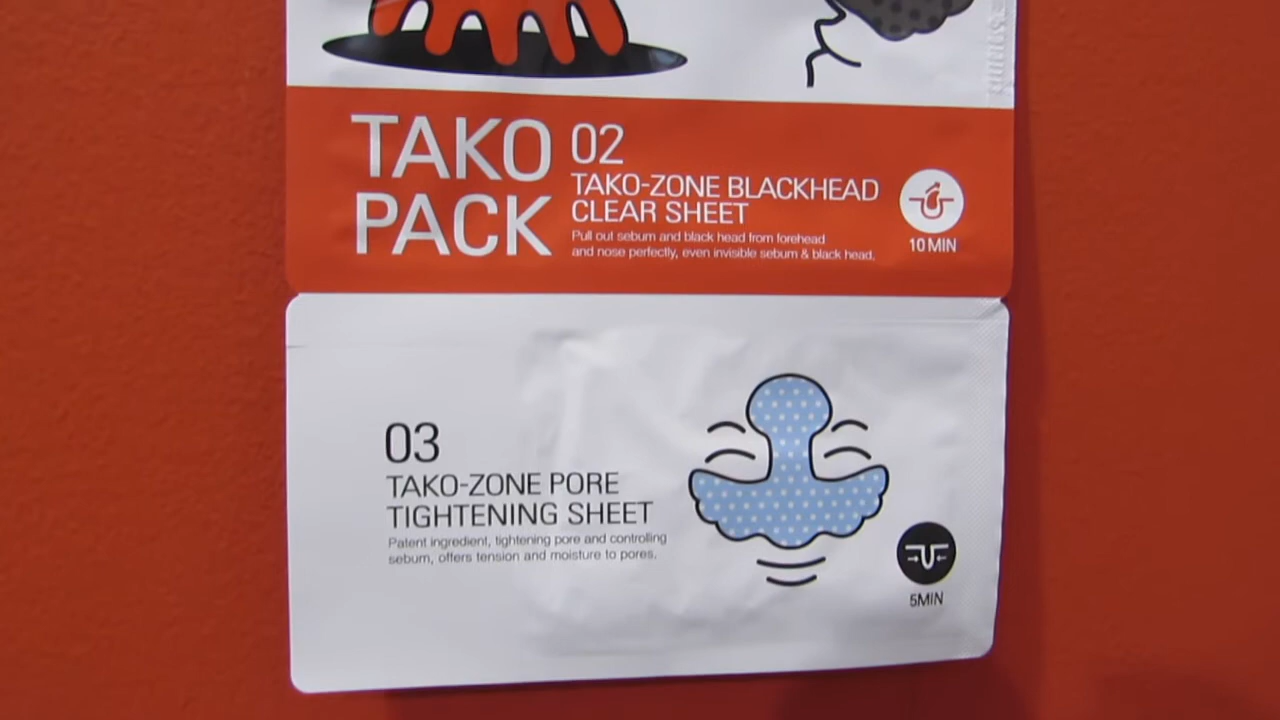 TAKO
PACK
02
TAKO-ZONE BLACKHEAD
CLEAR SHEET
Pull out sebum and black head from forehead
and nose perfectly, even invisible sebum & black head.
10 MIN
03
TAKO-ZONE PORE
TIGHTENING SHEET
Patent ingredient, tightening pore and controlling
sebum, offers tension and moisture to pores.
5MIN